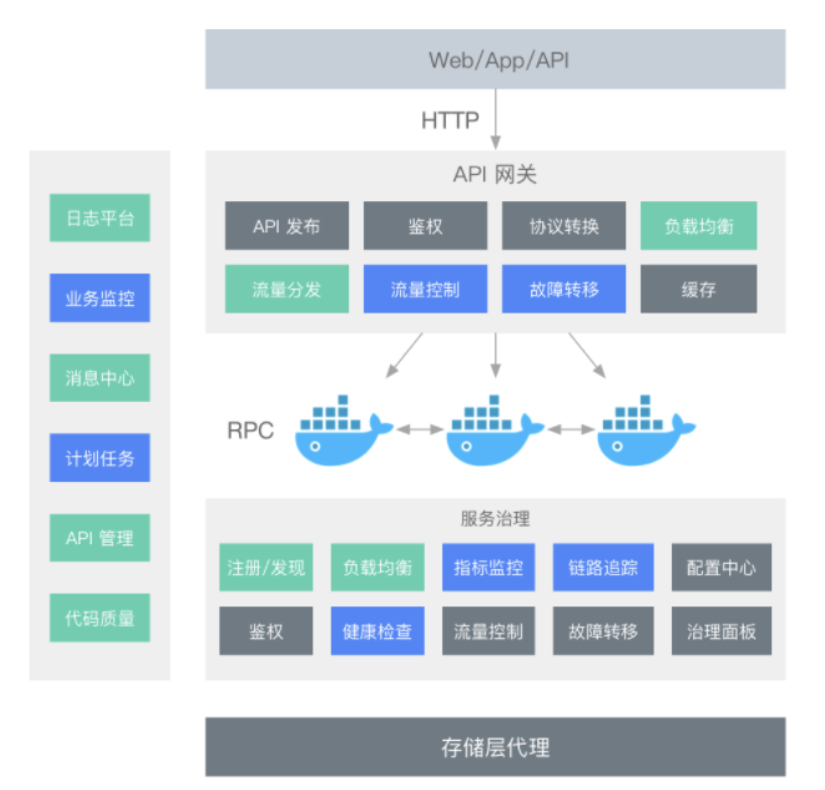 Web/App/API
HTTP
API 网关
API 发布
鉴权
协议转换
负载均衡
流量分发
流量控制
故障转移
缓存
日志平台
业务监控
消息中心
计划任务
API 管理
代码质量
RPC
服务治理
注册/发现
负载均衡
指标监控
链路追踪
配置中心
鉴权
健康检查
流量控制
故障转移
治理面板
存储层代理